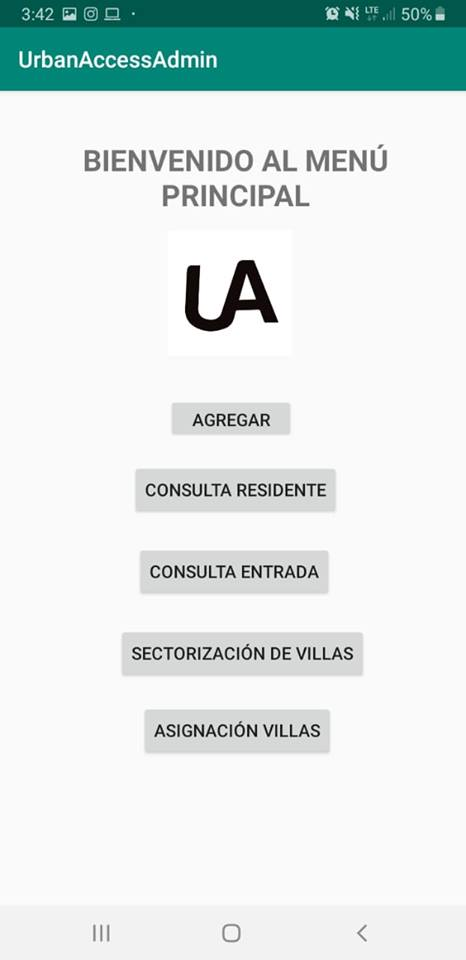 3:42 LTE 50%
UrbanAccessAdmin
BIENVENIDO AL MENÚ
PRINCIPAL
UA
AGREGAR
CONSULTA RESIDENTE
CONSULTA ENTRADA
SECTORIZACIÓN DE VILLAS
ASIGNACIÓN VILLAS